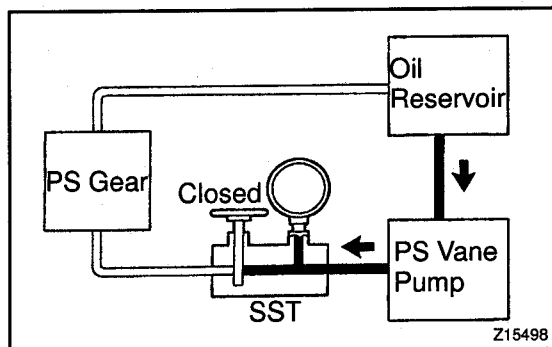 Oil
Reservoir
PS Gear
Closed
PS Vane
Pump
SST
Z15498